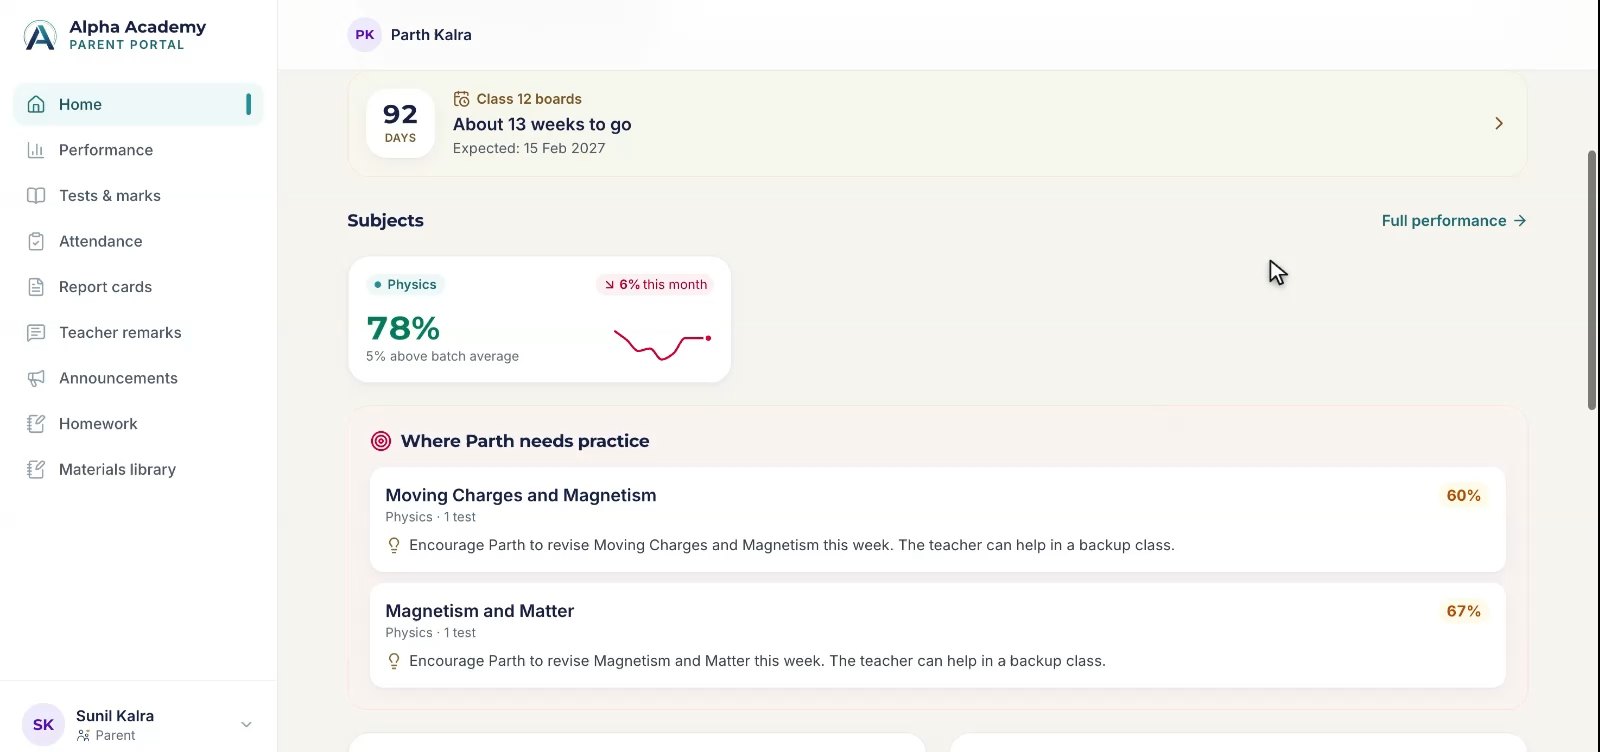 Alpha Academy
PARENT PORTAL
Home
Performance
Tests & marks
Attendance
Report cards
Teacher remarks
Announcements
Homework
Materials library
SK
Sunil Kalra
Parent
PK
Parth Kalra
92
DAYS
Class 12 boards
About 13 weeks to go
Expected: 15 Feb 2027
Subjects
Full performance →
Physics
↘ 6% this month
78%
5% above batch average
Where Parth needs practice
Moving Charges and Magnetism
60%
Physics · 1 test
Encourage Parth to revise Moving Charges and Magnetism this week. The teacher can help in a backup class.
Magnetism and Matter
67%
Physics · 1 test
Encourage Parth to revise Magnetism and Matter this week. The teacher can help in a backup class.